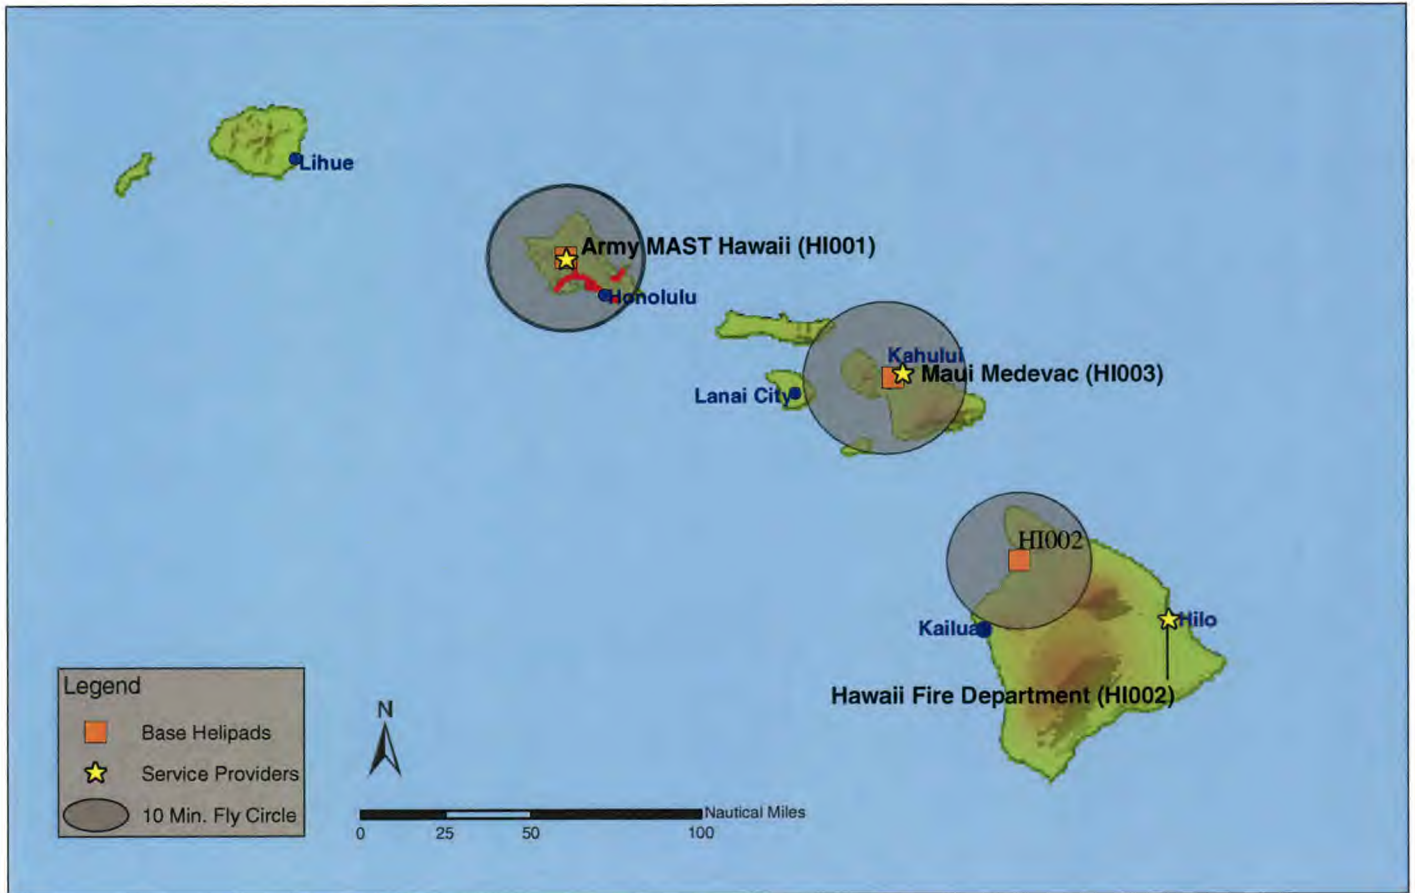 Lihue
Army MAST Hawaii (HI001)
Honolulu
Kahului
Maui Medevac (HI003)
Lanai City
HI002
Kailua
Hilo
Hawaii Fire Department (HI002)
Legend
Base Helipads
Service Providers
10 Min. Fly Circle
N
Nautical Miles
0 25 50 100